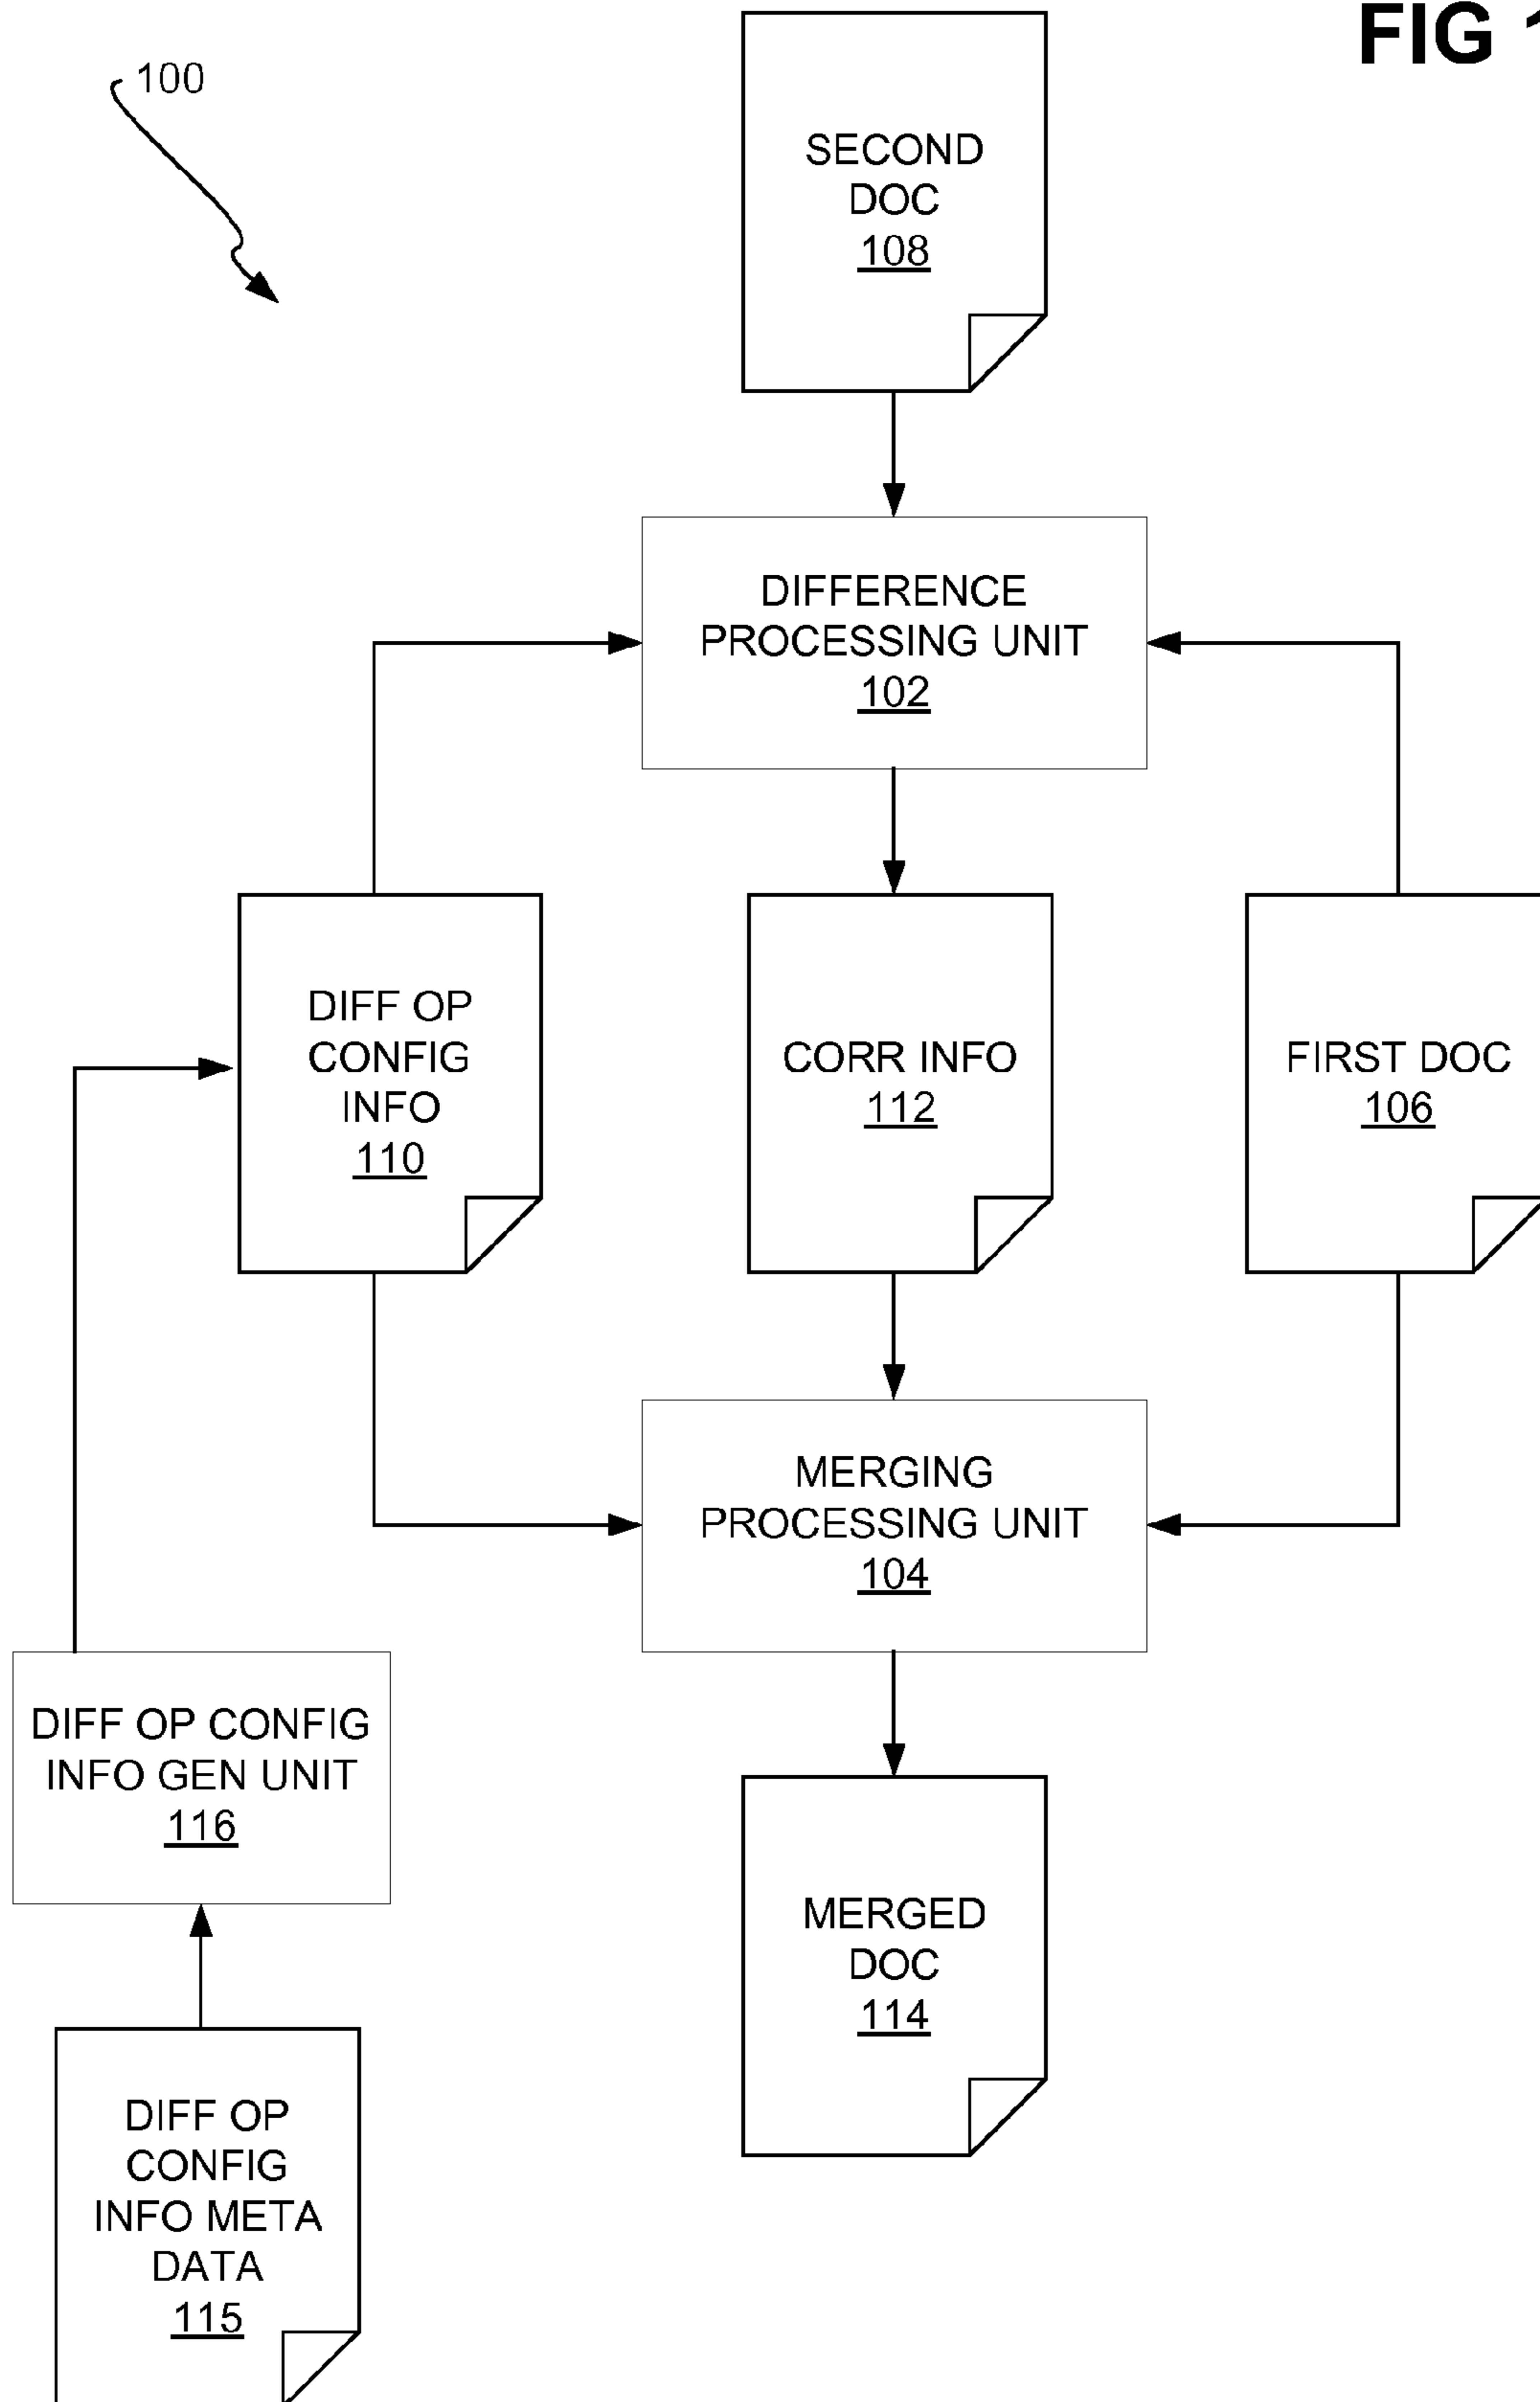 FIG 1
100
SECOND
DOC
108
DIFFERENCE
PROCESSING UNIT
102
DIFF OP
CONFIG
INFO
110
CORR INFO
112
FIRST DOC
106
MERGING
PROCESSING UNIT
104
DIFF OP CONFIG
INFO GEN UNIT
116
MERGED
DOC
114
DIFF OP
CONFIG
INFO META
DATA
115